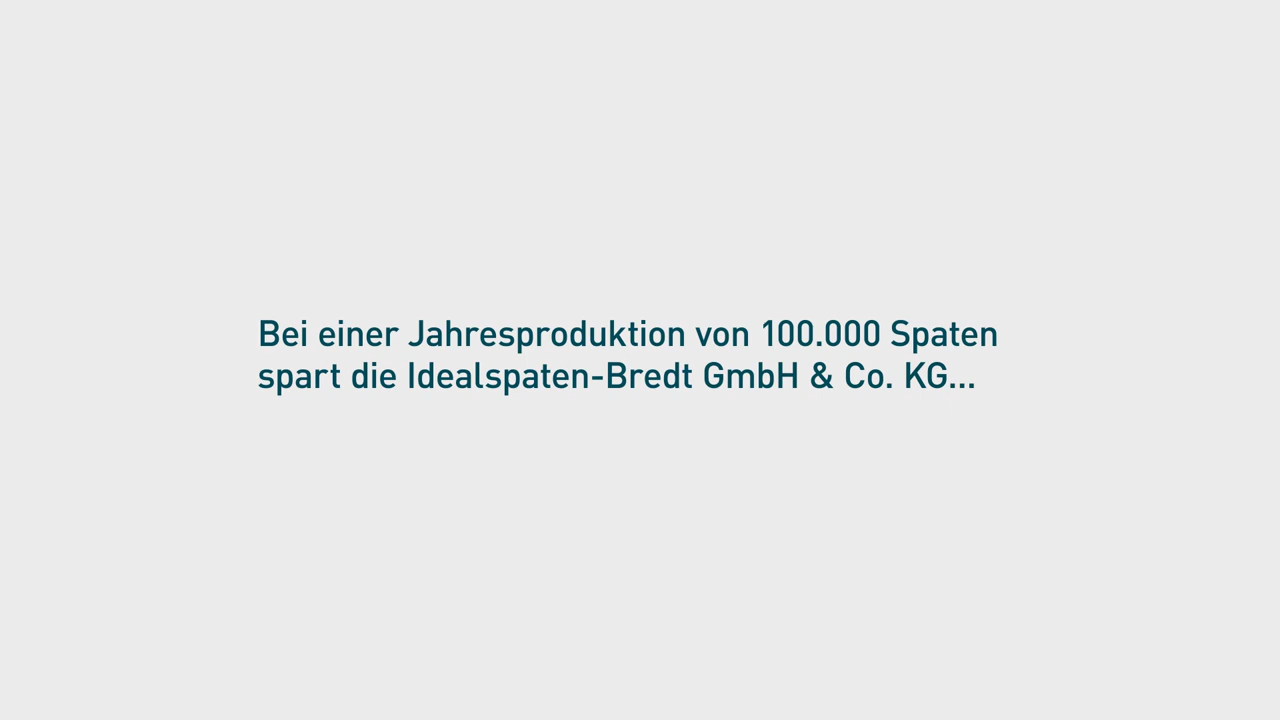 Bei einer Jahresproduktion von 100.000 Spaten
spart die Idealspaten-Bredt GmbH & Co. KG...